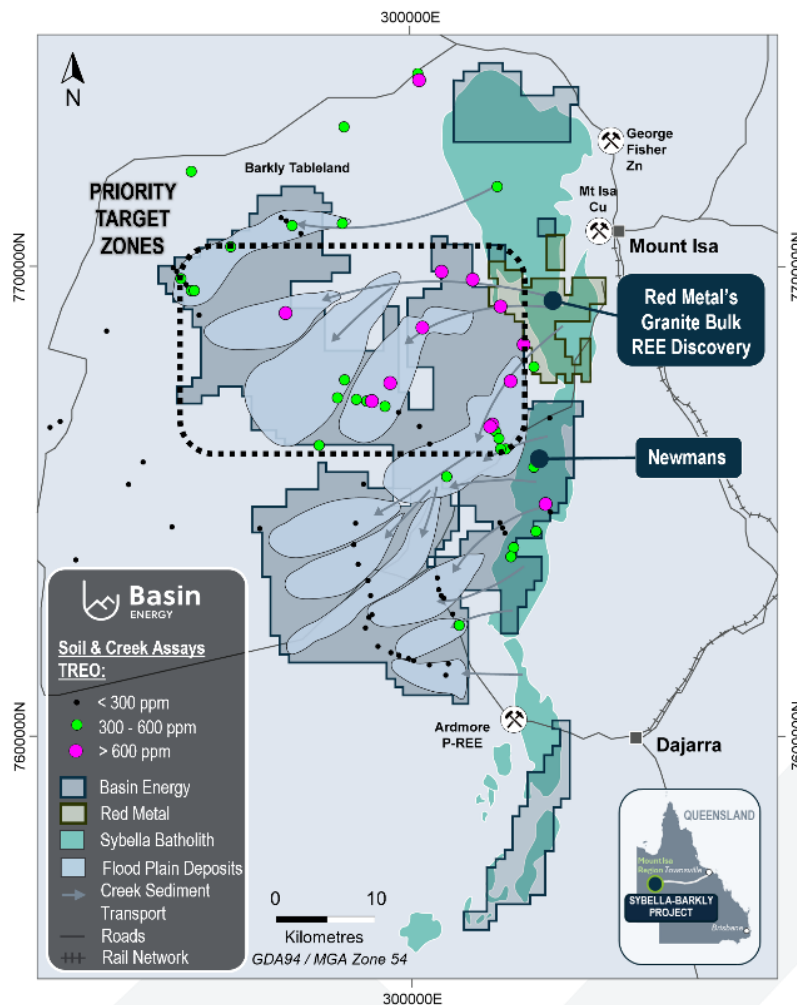 300000E
N
George
Fisher
Zn
Barkly Tableland
PRIORITY
TARGET
ZONES
Mt Isa
Cu
Mount Isa
7700000N
7700000N
Red Metal's
Granite Bulk
REE Discovery
Newmans
Basin
ENERGY
Soil & Creek Assays
TREO:
< 300 ppm
300 - 600 ppm
> 600 ppm
Basin Energy
Red Metal
Sybella Batholith
Flood Plain Deposits
Creek Sediment
Transport
Roads
Rail Network
Ardmore
P-REE
Dajarra
7600000N
7600000N
0 10
Kilometres
GDA94 / MGA Zone 54
QUEENSLAND
Mount Isa
Region
Townsville
SYBELLA-BARKLY
PROJECT
Brisbane
300000E